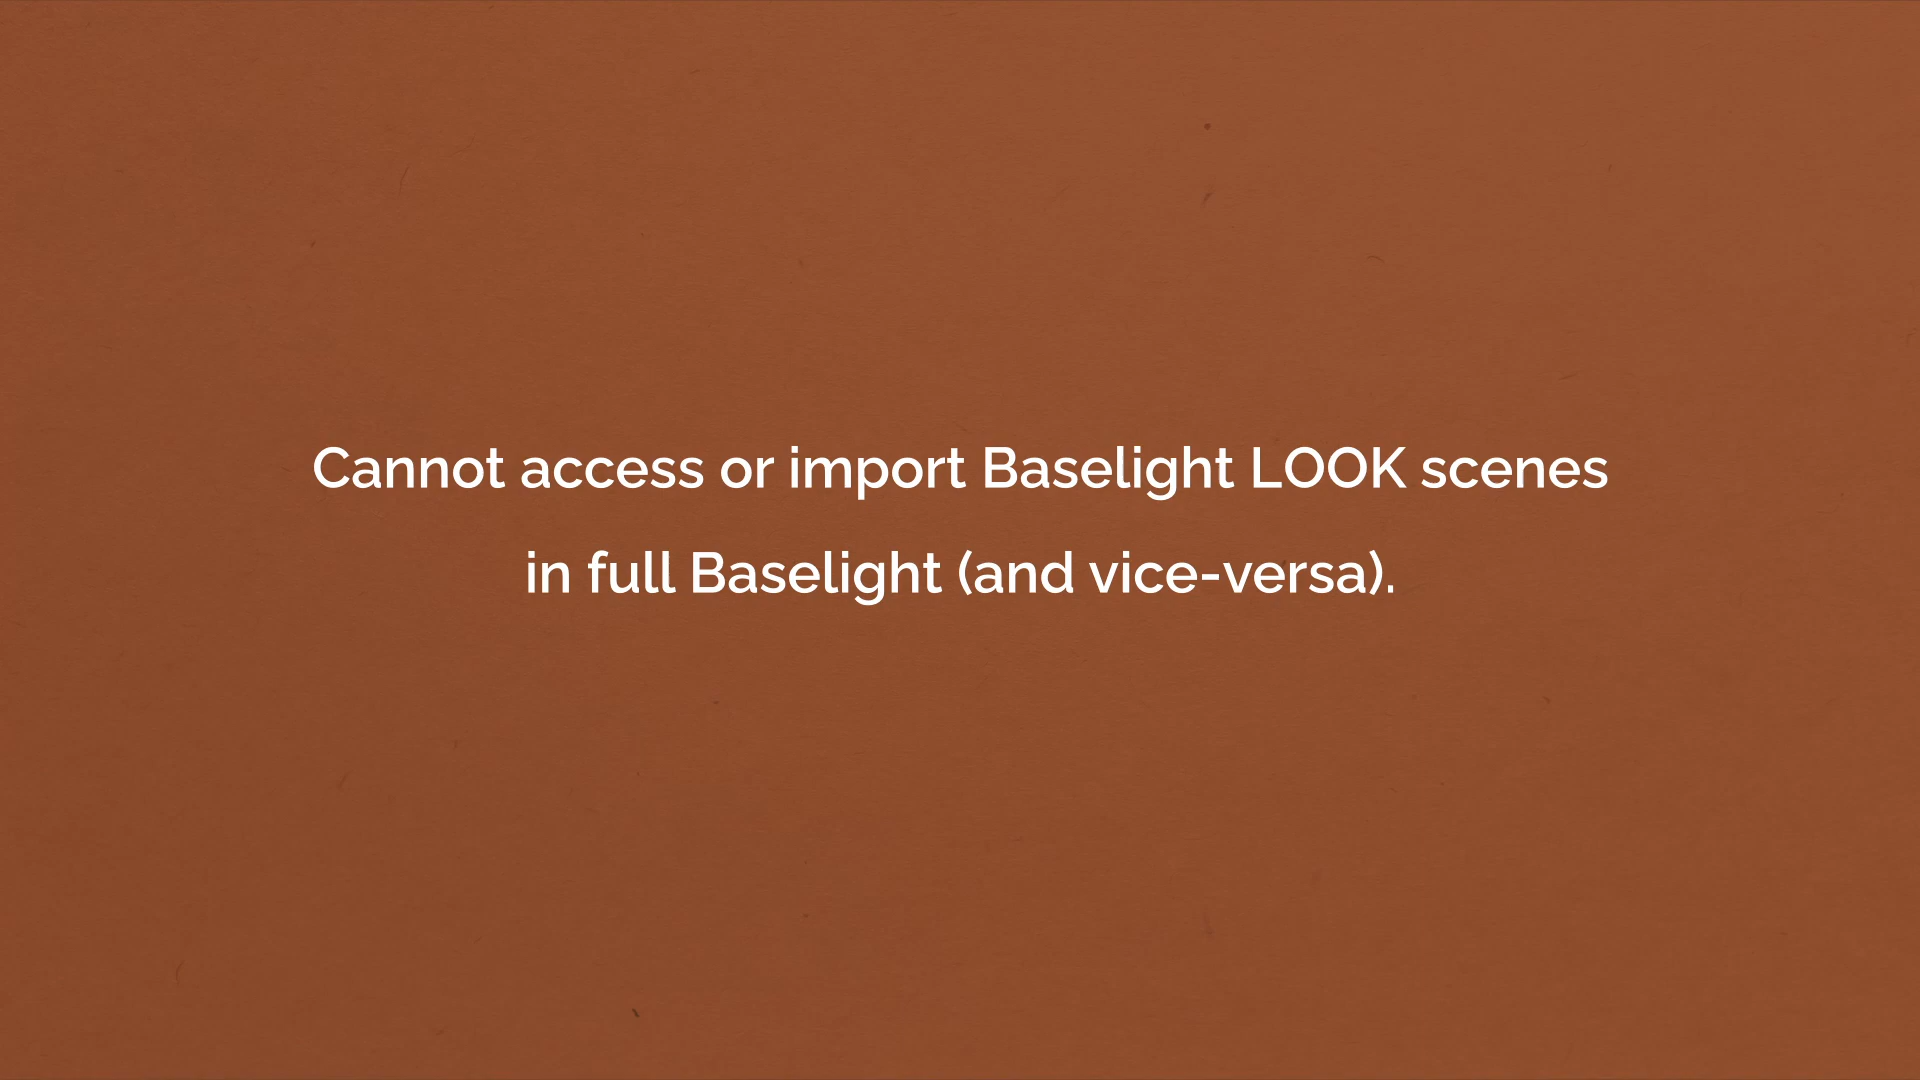 Cannot access or import Baselight LOOK scenes
in full Baselight (and vice-versa).